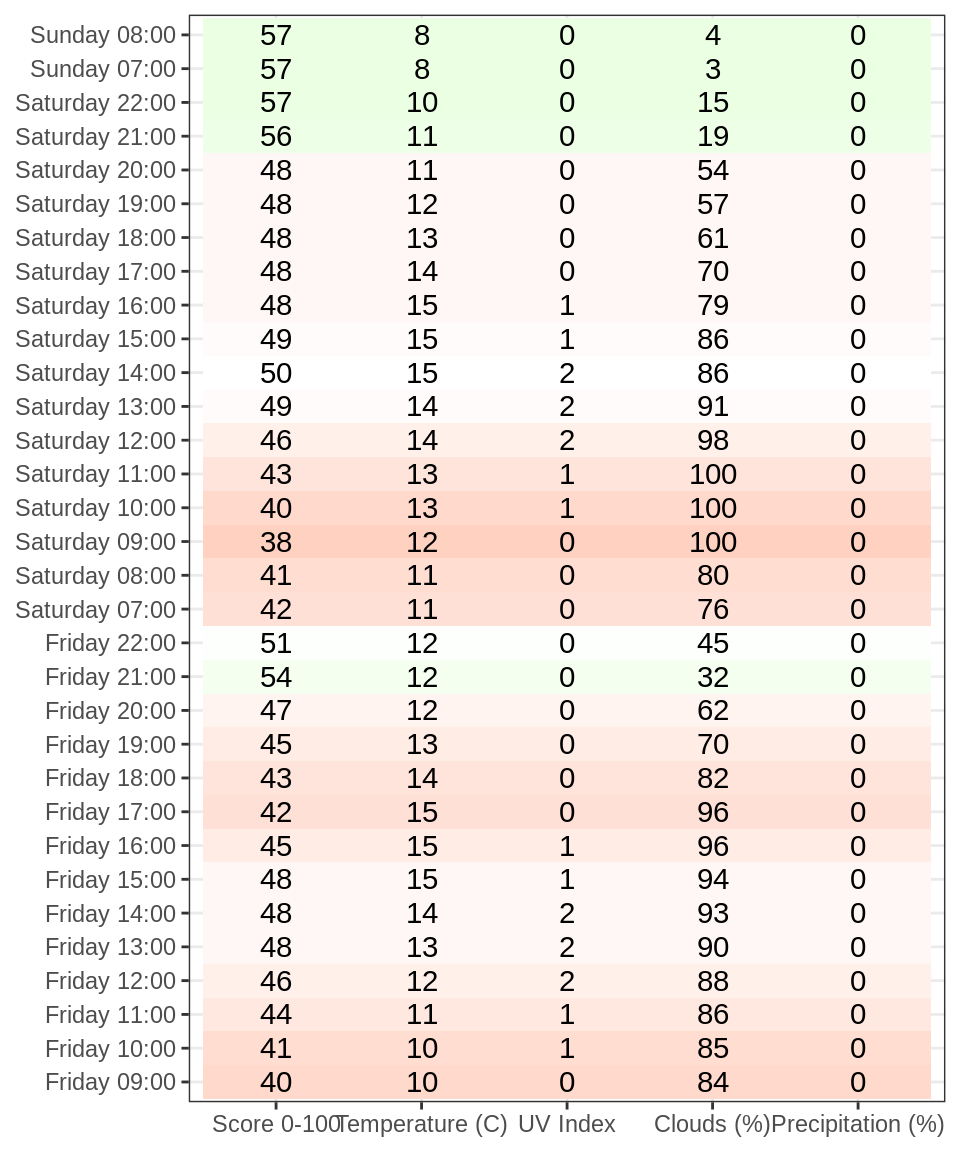 Sunday 08:00 57 8 0 4 0
Sunday 07:00 57 8 0 3 0
Saturday 22:00 57 10 0 15 0
Saturday 21:00 56 11 0 19 0
Saturday 20:00 48 11 0 54 0
Saturday 19:00 48 12 0 57 0
Saturday 18:00 48 13 0 61 0
Saturday 17:00 48 14 0 70 0
Saturday 16:00 48 15 1 79 0
Saturday 15:00 49 15 1 86 0
Saturday 14:00 50 15 2 86 0
Saturday 13:00 49 14 2 91 0
Saturday 12:00 46 14 2 98 0
Saturday 11:00 43 13 1 100 0
Saturday 10:00 40 13 1 100 0
Saturday 09:00 38 12 0 100 0
Saturday 08:00 41 11 0 80 0
Saturday 07:00 42 11 0 76 0
Friday 22:00 51 12 0 45 0
Friday 21:00 54 12 0 32 0
Friday 20:00 47 12 0 62 0
Friday 19:00 45 13 0 70 0
Friday 18:00 43 14 0 82 0
Friday 17:00 42 15 0 96 0
Friday 16:00 45 15 1 96 0
Friday 15:00 48 15 1 94 0
Friday 14:00 48 14 2 93 0
Friday 13:00 48 13 2 90 0
Friday 12:00 46 12 2 88 0
Friday 11:00 44 11 1 86 0
Friday 10:00 41 10 1 85 0
Friday 09:00 40 10 0 84 0
Score 0-100 Temperature (C) UV Index Clouds (%) Precipitation (%)